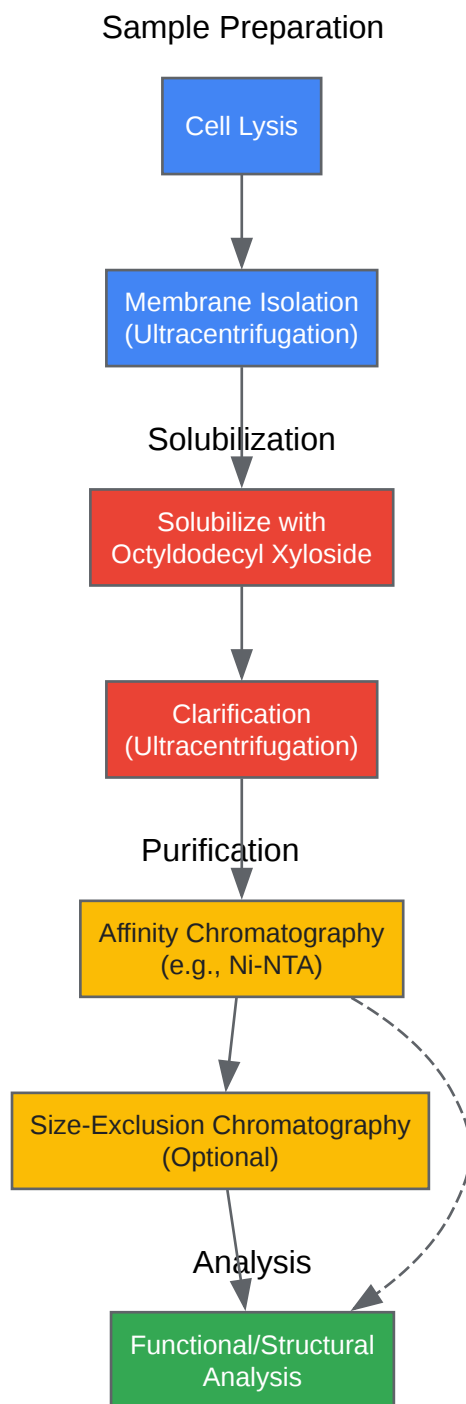 Sample Preparation
Cell Lysis
Membrane Isolation
(Ultracentrifugation)
Solubilization
Solubilize with
Octyldodecyl Xyloside
Clarification
(Ultracentrifugation)
Purification
Affinity Chromatography
(e.g., Ni-NTA)
Size-Exclusion Chromatography
(Optional)
Analysis
Functional/Structural
Analysis